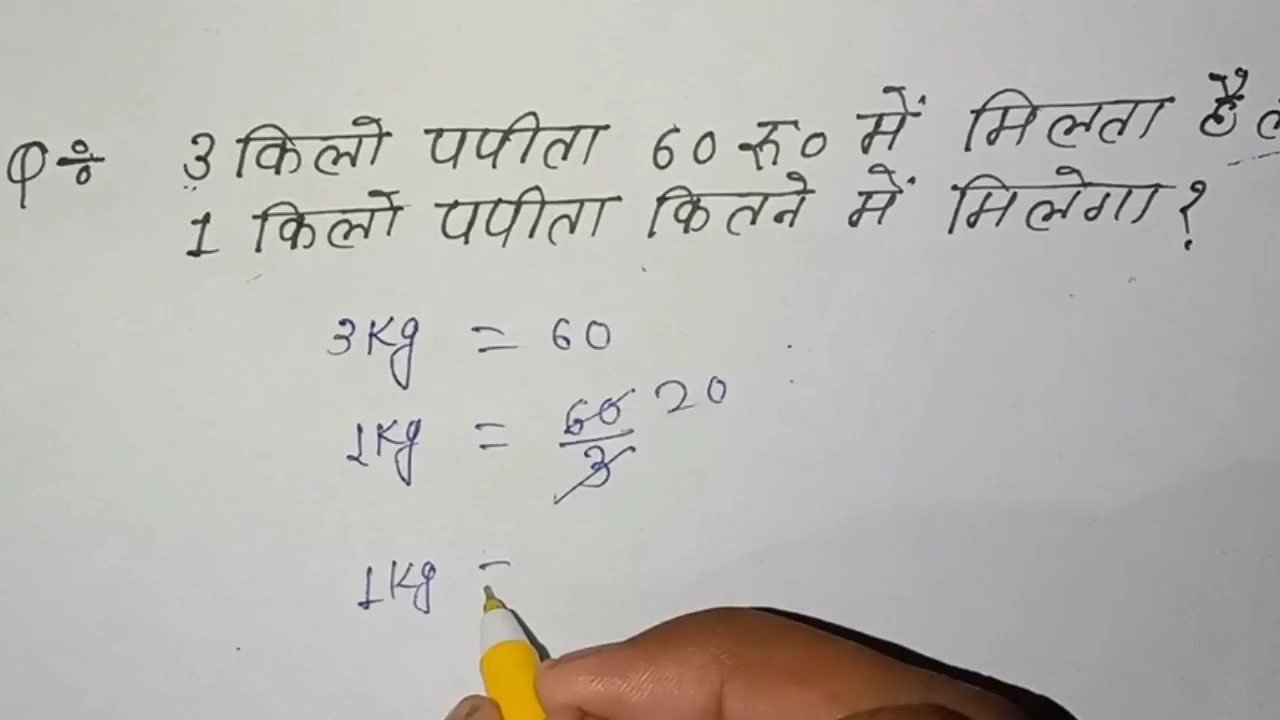 Q÷ 3 किलो पपीता 60 रु० में मिलता है
1 किलो पपीता कितने में मिलेगा?
3Kg = 60
1Kg = 60/3 20
1Kg =